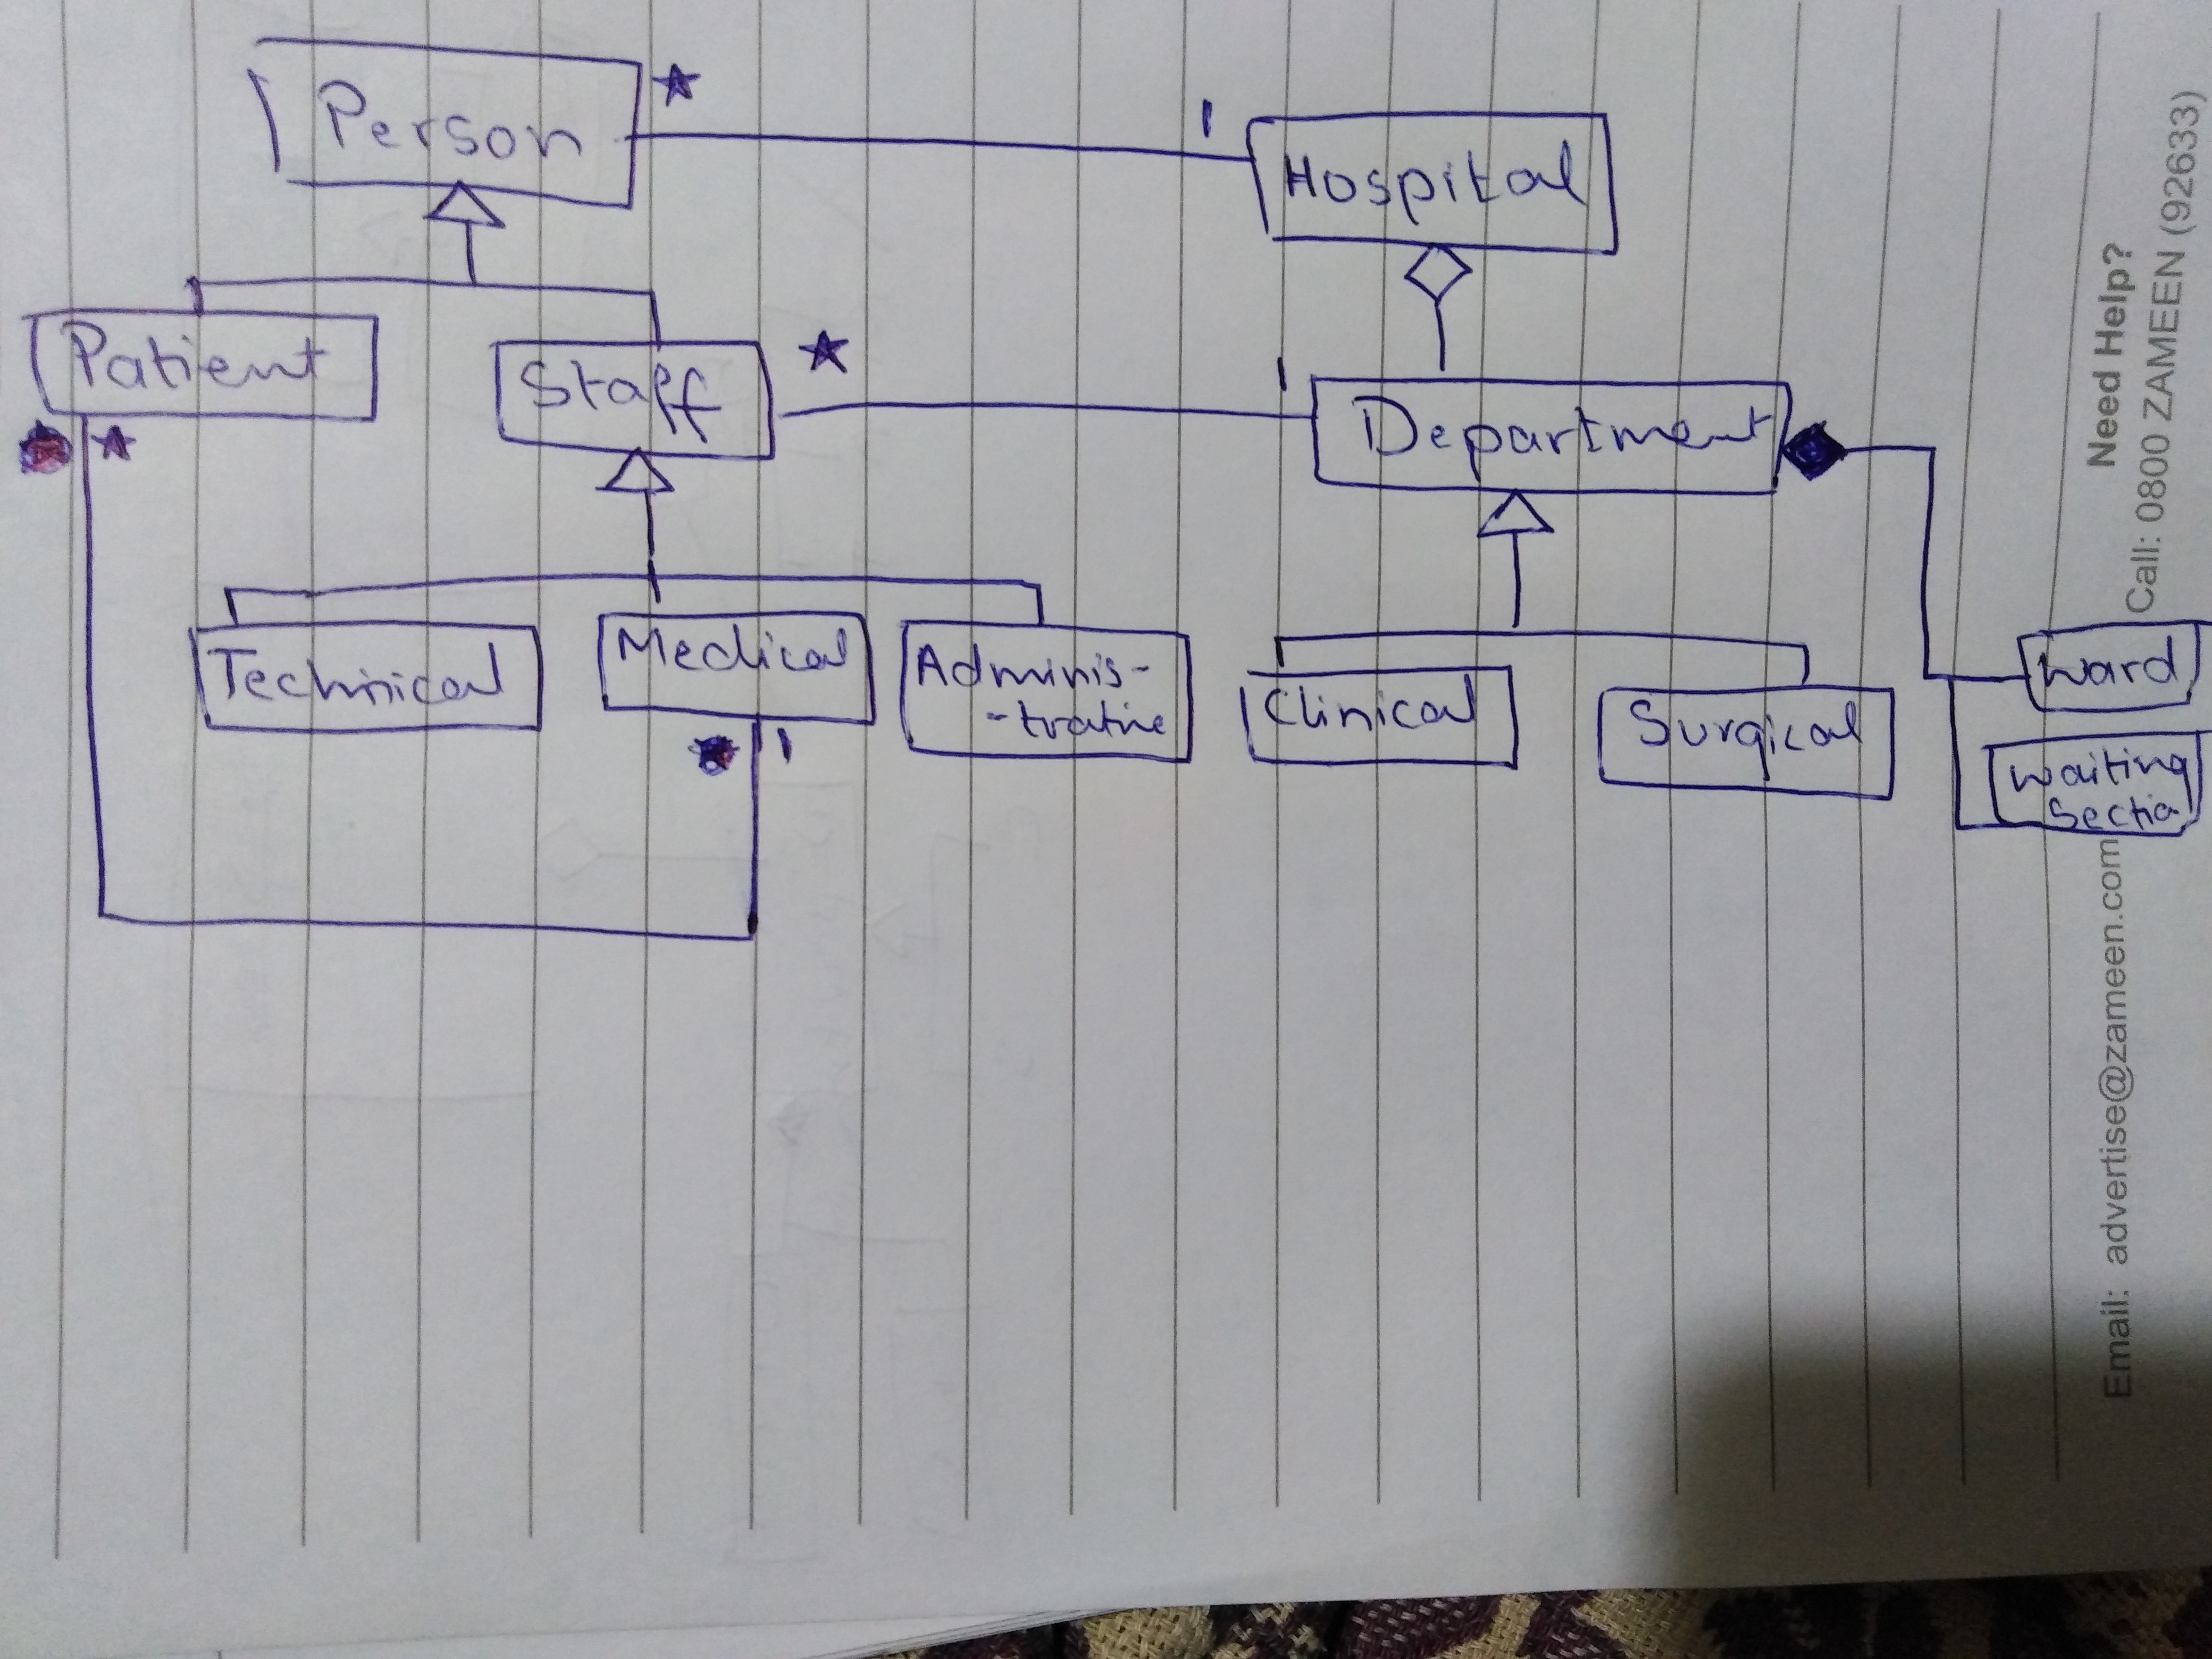 Person
★
1
Hospital
Patient
★
Staff
★
1
Department
Technical
Medical
1
Adminis-
-trative
Clinical
Surgical
Ward
Waiting
Sectio
Need Help?
Call: 0800 ZAMEEN (92633)
Email: advertise@zameen.com